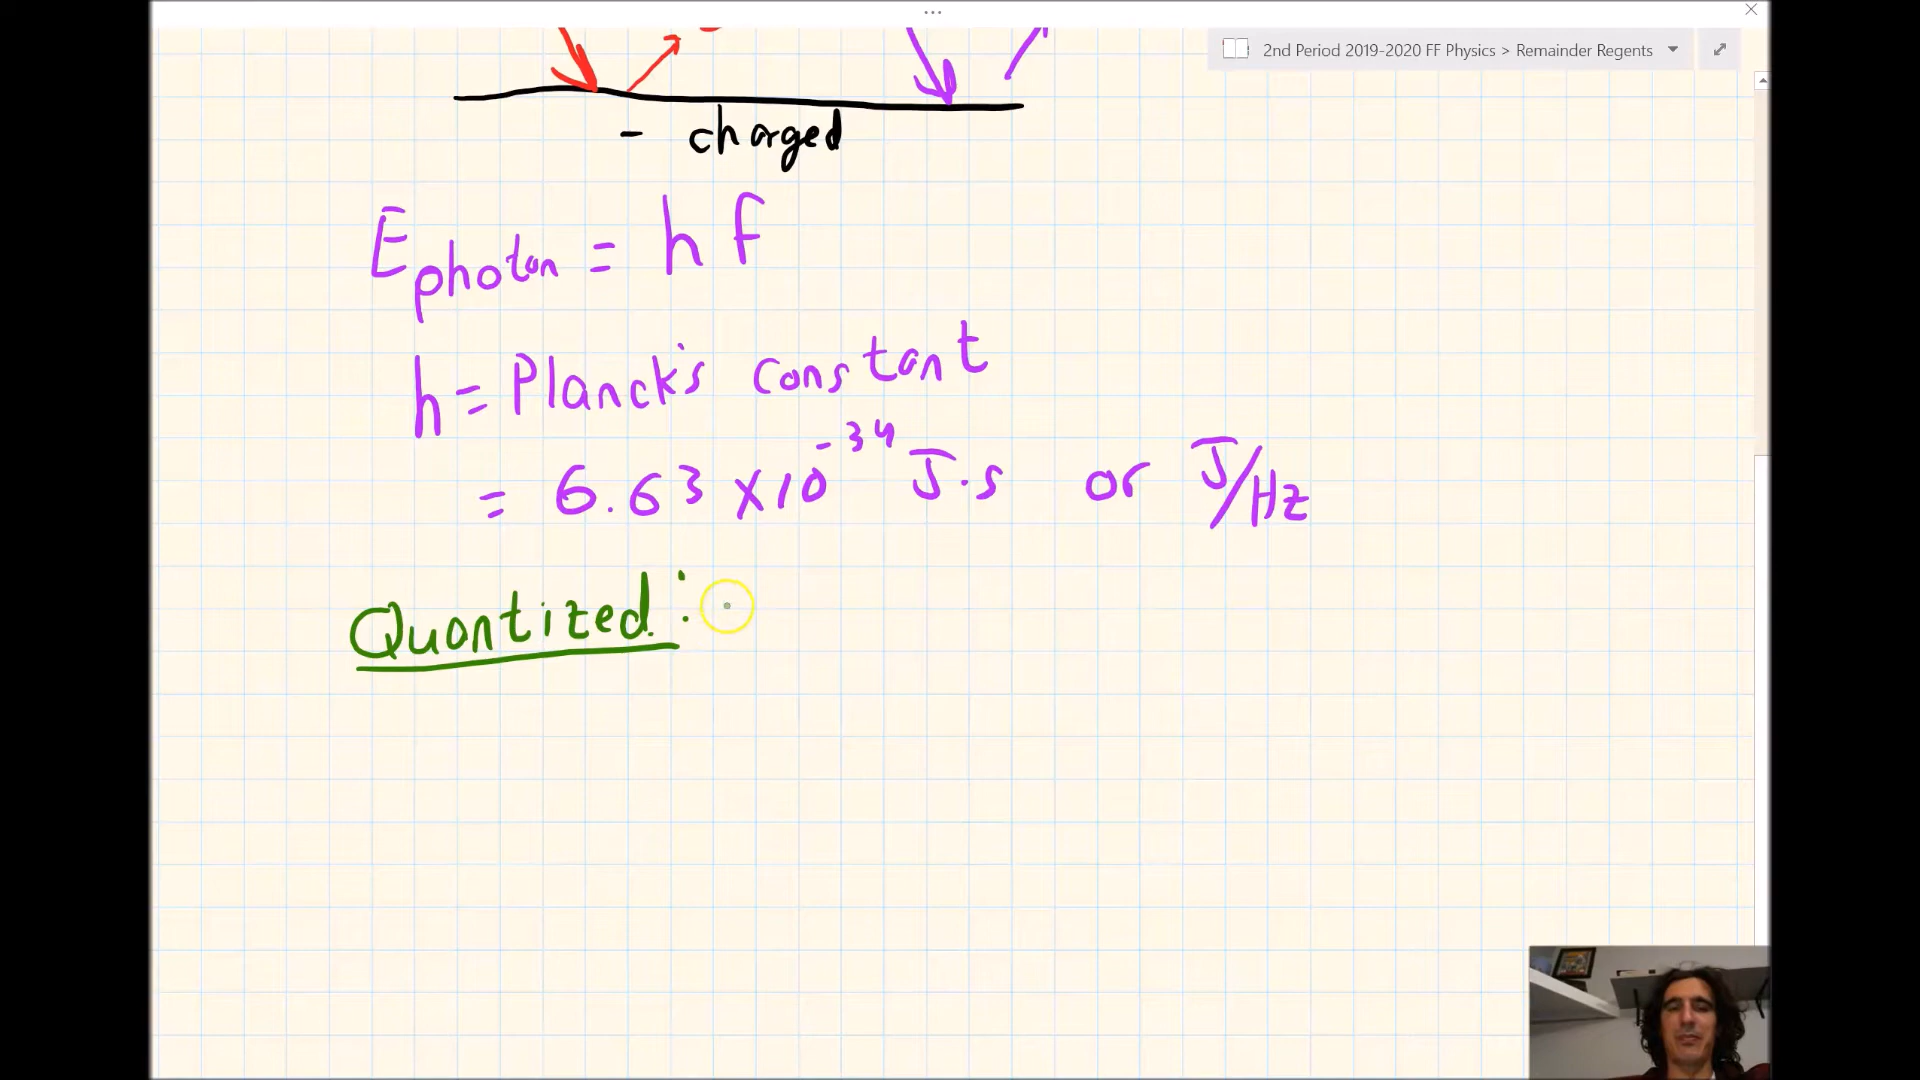 ...
2nd Period 2019-2020 FF Physics > Remainder Regents
- charged
E photon = h f
h = Planck's constant
= 6.63 x 10^-34 J·s or J/Hz
Quantized: